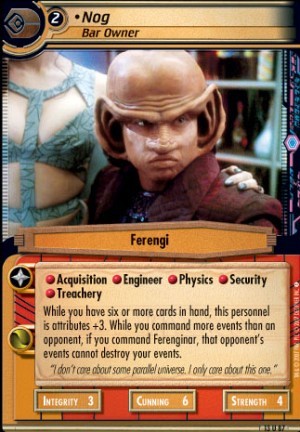 2
•Nog
Bar Owner
Ferengi
Acquisition Engineer Physics Security
Treachery
While you have six or more cards in hand, this personnel
is attributes +3. While you command more events than an
opponent, if you command Ferenginar, that opponent's
events cannot destroy your events.
"I don't care about some parallel universe. I only care about this one."
Integrity 3 Cunning 6 Strength 4